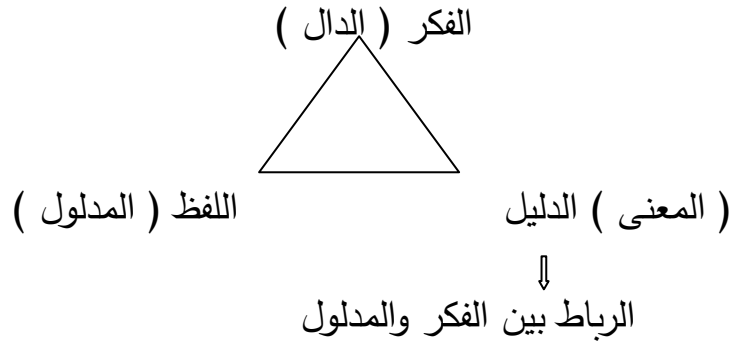 الفكر ( الدال )
( المعنى ) الدليل
اللفظ ( المدلول )
الرباط بين الفكر والمدلول